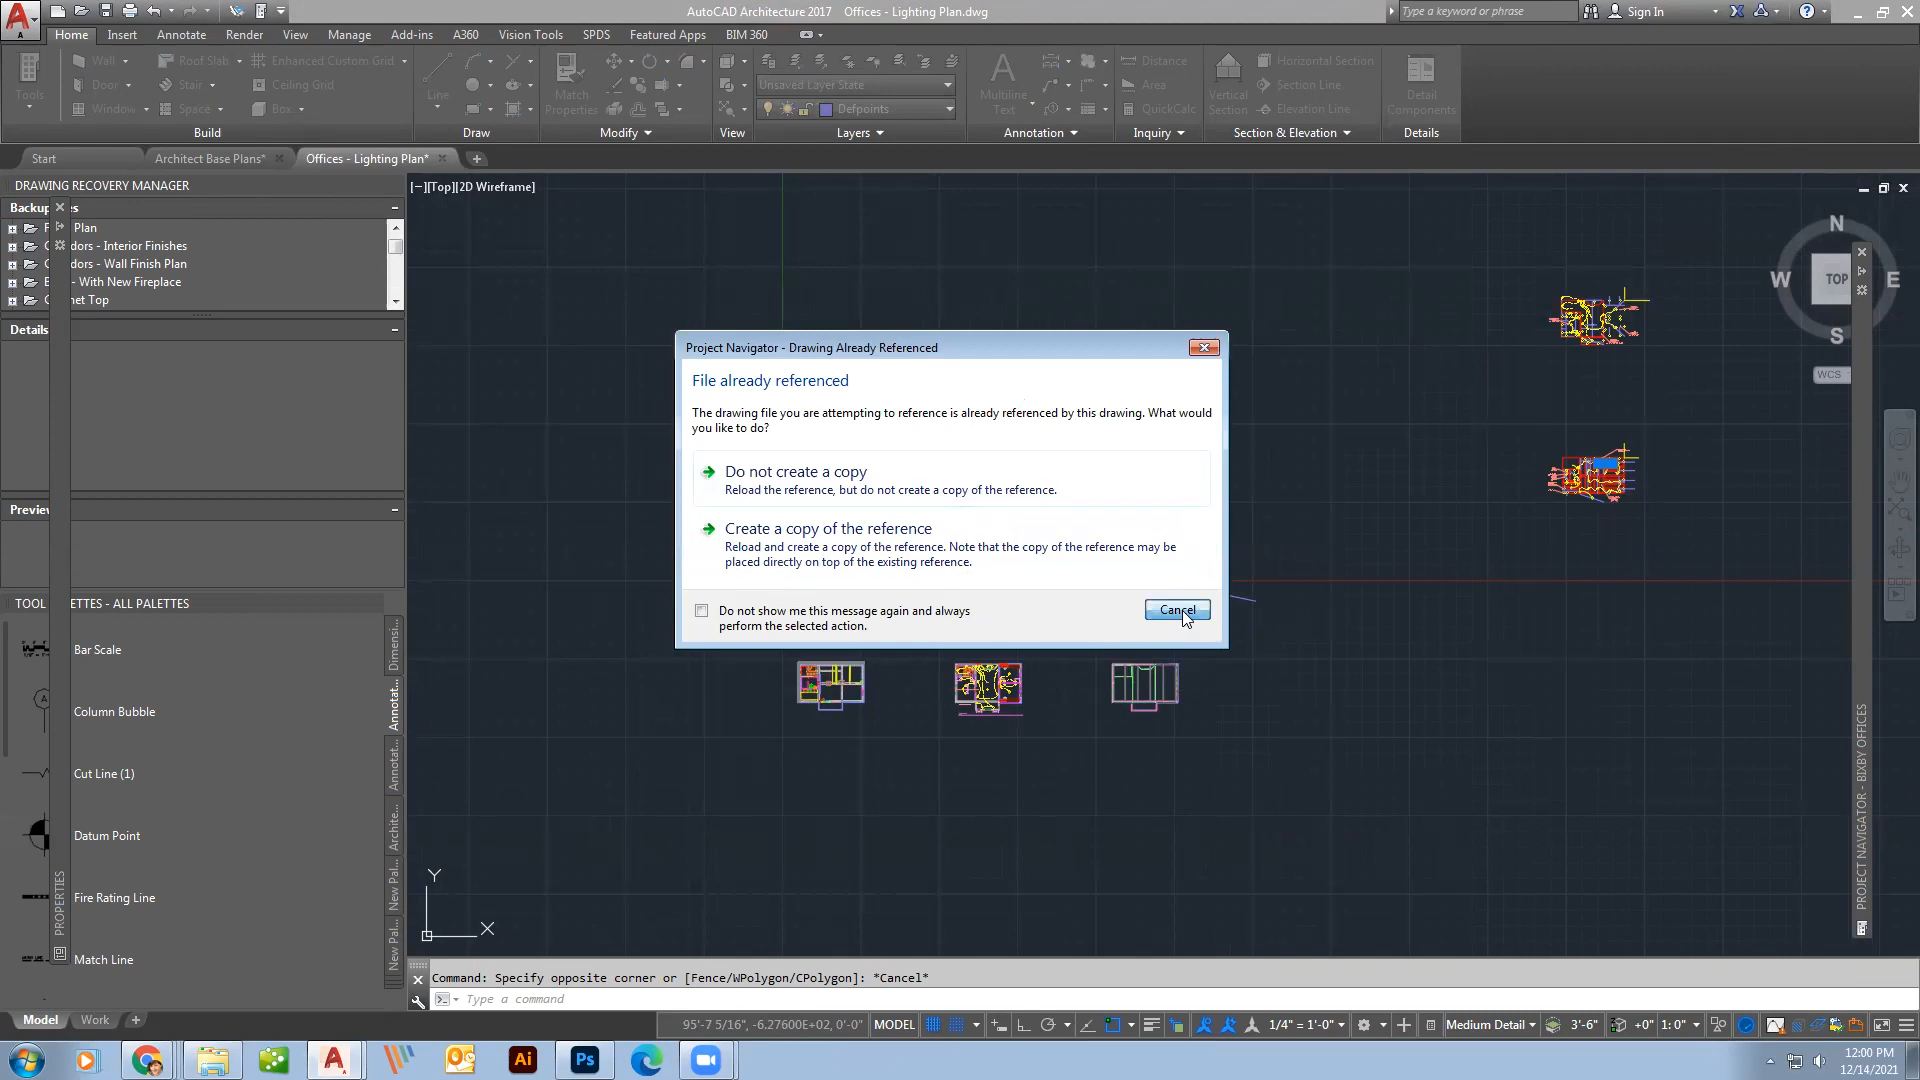 AutoCAD Architecture 2017 Offices - Lighting Plan.dwg
Type a keyword or phrase
Sign In
Home Insert Annotate Render View Manage Add-ins A360 Vision Tools SPDS Featured Apps BIM 360
Tools
Wall Roof Slab Enhanced Custom Grid
Door Stair Ceiling Grid
Window Space Box
Build
Line
Draw
Match
Properties
Modify
View
Unsaved Layer State
Defpoints
Layers
Multiline
Text
Annotation
Distance
Area
QuickCalc
Inquiry
Vertical
Section
Horizontal Section
Section Line
Elevation Line
Section & Elevation
Detail
Components
Details
Start Architect Base Plans* Offices - Lighting Plan*
DRAWING RECOVERY MANAGER
Backup es
F Plan
C dors - Interior Finishes
C dors - Wall Finish Plan
E - With New Fireplace
C net Top
Details
Preview
TOOL ETTES - ALL PALETTES
Bar Scale
Column Bubble
Cut Line (1)
Datum Point
Fire Rating Line
Match Line
PROPERTIES
Dimensi...
Annotat...
Annotat...
Archite...
New Pal...
New Pal...
[−][Top][2D Wireframe]
N
W TOP E
S
WCS
PROJECT NAVIGATOR - BIXBY OFFICES
Project Navigator - Drawing Already Referenced
File already referenced
The drawing file you are attempting to reference is already referenced by this drawing. What would
you like to do?
Do not create a copy
Reload the reference, but do not create a copy of the reference.
Create a copy of the reference
Reload and create a copy of the reference. Note that the copy of the reference may be
placed directly on top of the existing reference.
Do not show me this message again and always
perform the selected action.
Cancel
Y
X
Command: Specify opposite corner or [Fence/WPolygon/CPolygon]: *Cancel*
Type a command
Model Work
95'-7 5/16", -6.27600E+02, 0'-0" MODEL 1/4" = 1'-0" Medium Detail 3'-6" +0" 1: 0"
Ai Ps
12:00 PM
12/14/2021